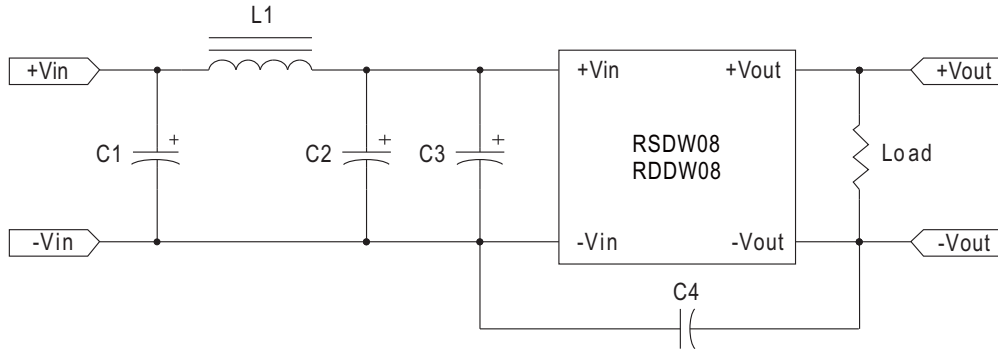 L1
+Vin
+Vin
+Vout
+Vout
C1
C2
C3
RSDW08
RDDW08
Load
-Vin
-Vin
-Vout
-Vout
C4